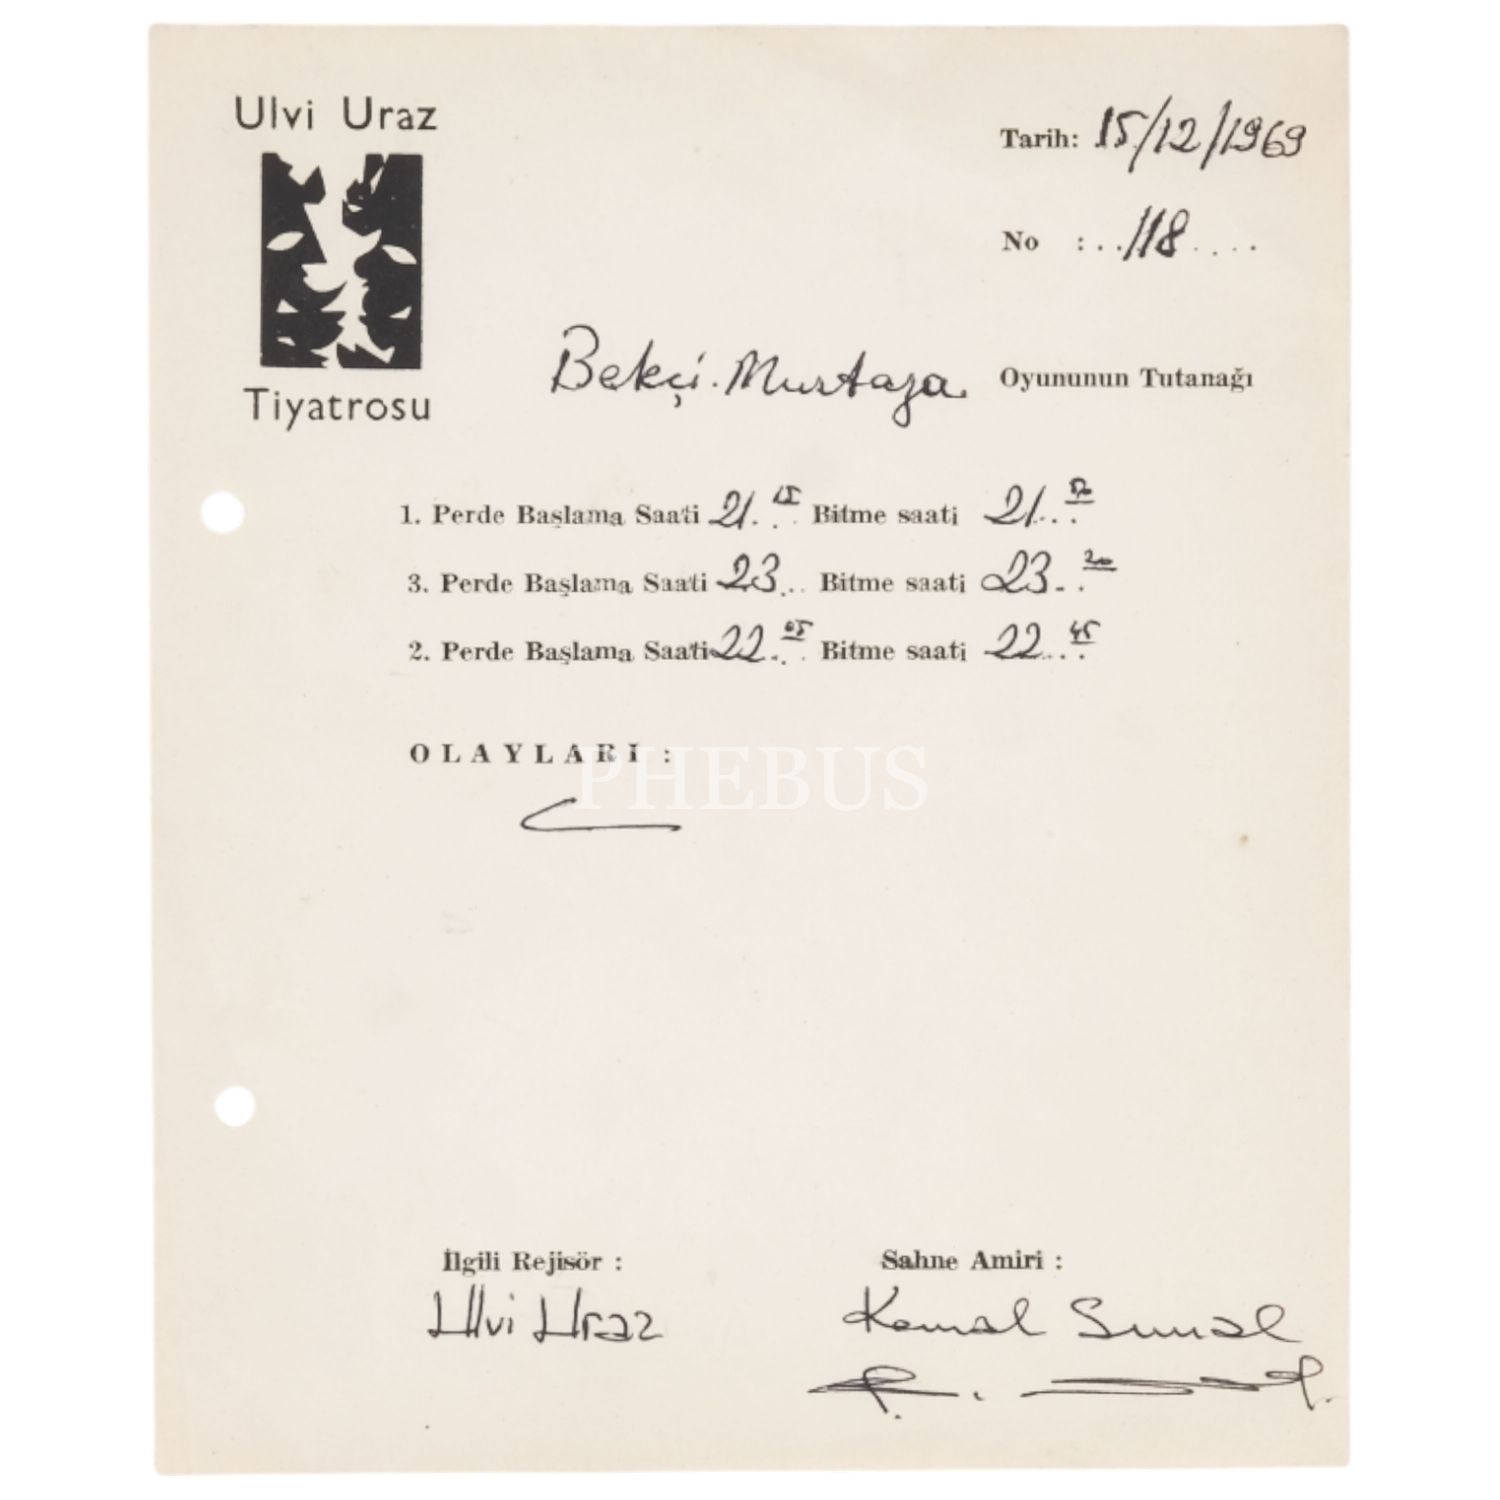 Ulvi Uraz
Tiyatrosu
Tarih: 15/12/1969
No : ..118....
Bekçi Murtaza Oyununun Tutanağı
1. Perde Başlama Saati 21.15 Bitme saati 21.50
3. Perde Başlama Saati 23... Bitme saati 23.20
2. Perde Başlama Saati 22.05 Bitme saati 22.45
OLAYLARI :
PHEBUS
İlgili Rejisör :
Ulvi Uraz
Sahne Amiri :
Kemal Sunal